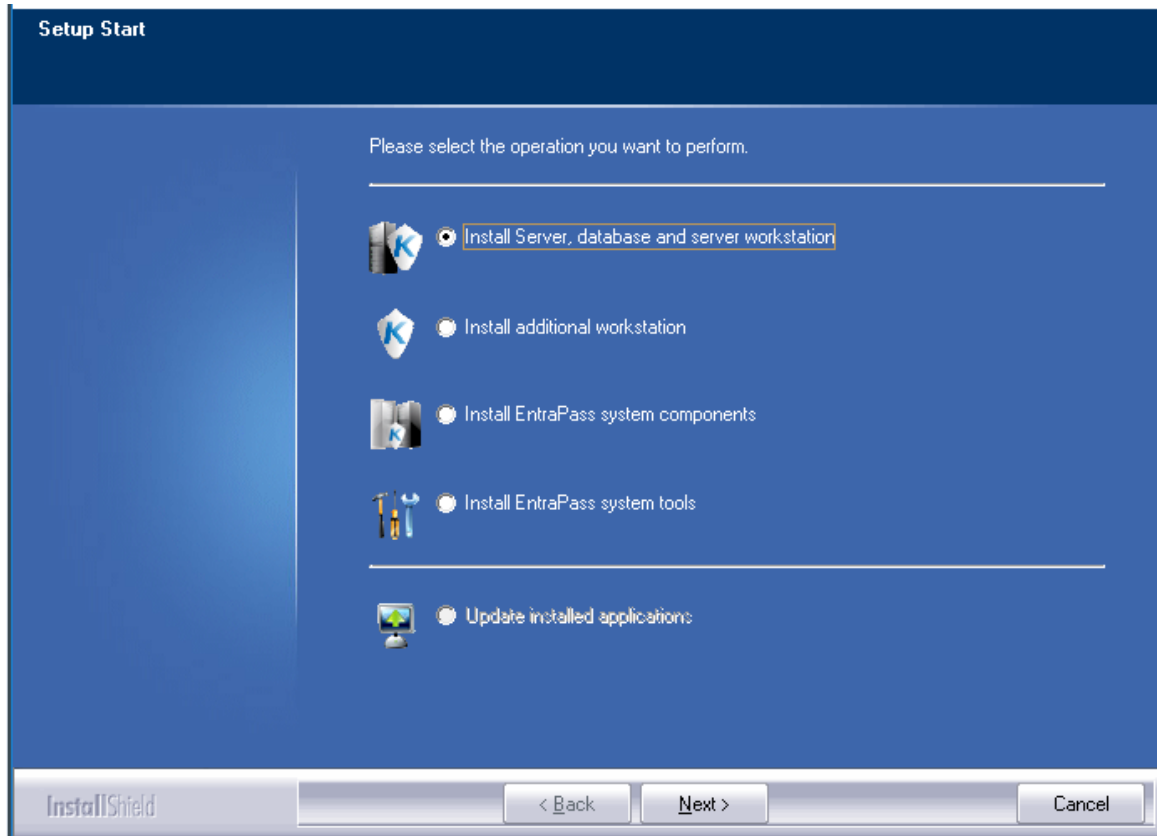 Setup Start
Please select the operation you want to perform.
Install Server, database and server workstation
Install additional workstation
Install EntraPass system components
Install EntraPass system tools
Update installed applications
InstallShield
< Back
Next >
Cancel